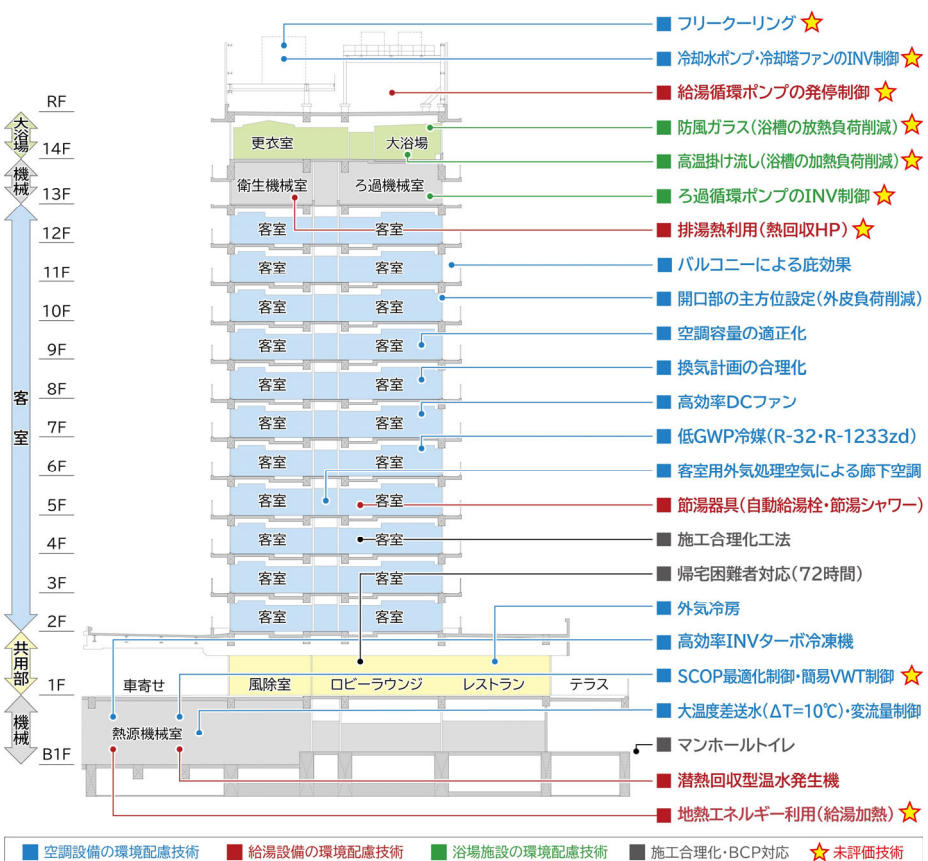 ■ フリークーリング ☆
■ 冷却水ポンプ・冷却塔ファンのINV制御 ☆
■ 給湯循環ポンプの発停制御 ☆
■ 防風ガラス(浴槽の放熱負荷削減) ☆
■ 高温掛け流し(浴槽の加熱負荷削減) ☆
■ ろ過循環ポンプのINV制御 ☆
■ 排湯熱利用(熱回収HP) ☆
■ バルコニーによる庇効果
■ 開口部の主方位設定(外皮負荷削減)
■ 空調容量の適正化
■ 換気計画の合理化
■ 高効率DCファン
■ 低GWP冷媒(R-32・R-1233zd)
■ 客室用外気処理空気による廊下空調
■ 節湯器具(自動給湯栓・節湯シャワー)
■ 施工合理化工法
■ 帰宅困難者対応(72時間)
■ 外気冷房
■ 高効率INVターボ冷凍機
■ SCOP最適化制御・簡易VWT制御 ☆
■ 大温度差送水(ΔT=10℃)・変流量制御
■ マンホールトイレ
■ 潜熱回収型温水発生機
■ 地熱エネルギー利用(給湯加熱) ☆
RF
大浴場
14F
機械
13F
12F
11F
10F
9F
8F
客室
7F
6F
5F
4F
3F
2F
共用部
1F
機械
B1F
更衣室 大浴場
衛生機械室 ろ過機械室
客室 客室
客室 客室
客室 客室
客室 客室
客室 客室
客室 客室
客室 客室
客室 客室
客室 客室
客室 客室
客室 客室
車寄せ 風除室 ロビーラウンジ レストラン テラス
熱源機械室
■ 空調設備の環境配慮技術 ■ 給湯設備の環境配慮技術 ■ 浴場施設の環境配慮技術 ■ 施工合理化・BCP対応 ☆ 未評価技術